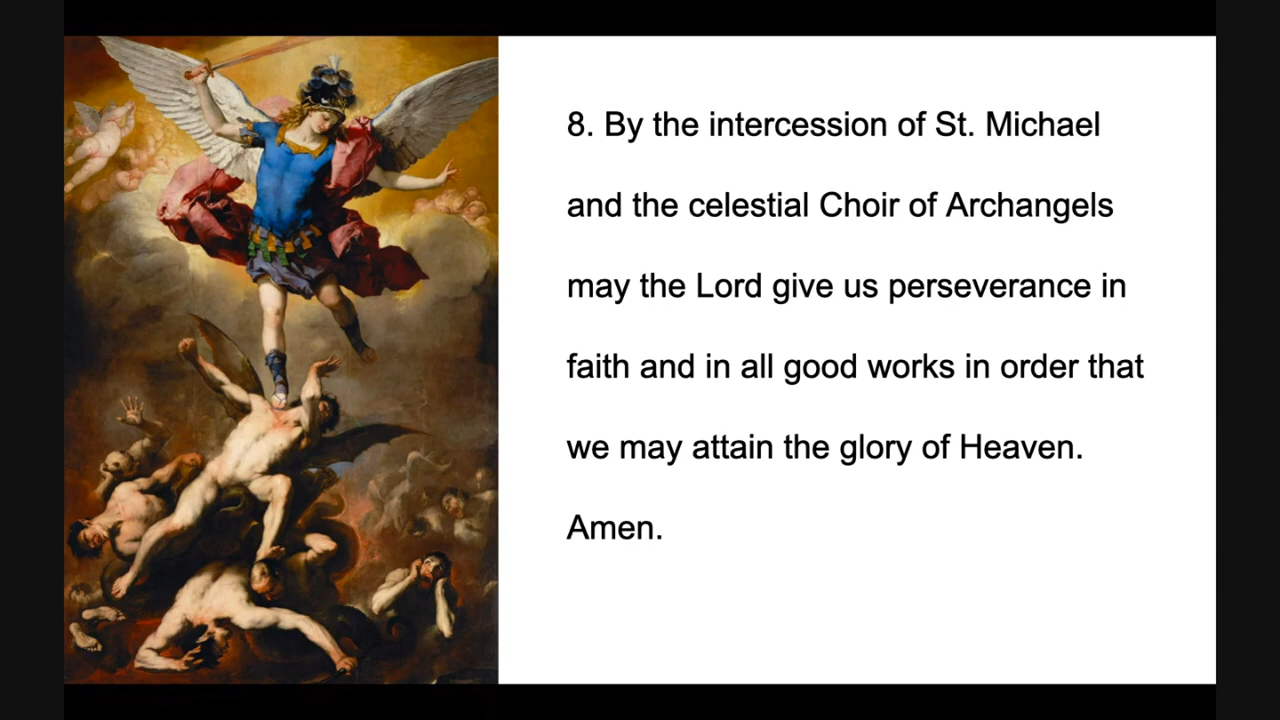 8. By the intercession of St. Michael
and the celestial Choir of Archangels
may the Lord give us perseverance in
faith and in all good works in order that
we may attain the glory of Heaven.
Amen.